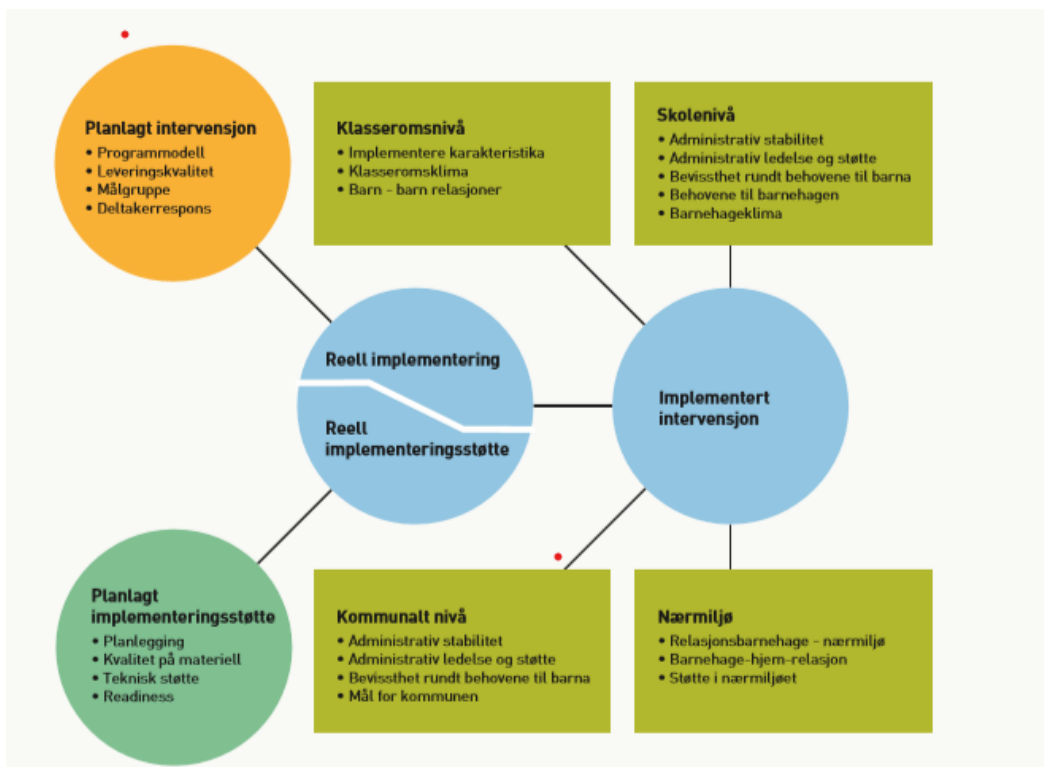 Planlagt intervensjon
• Programmodell
• Leveringskvalitet
• Målgruppe
• Deltakerrespons
Klasseromsnivå
• Implementere karakteristika
• Klasseromsklima
• Barn - barn relasjoner
Skolenivå
• Administrativ stabilitet
• Administrativ ledelse og støtte
• Bevissthet rundt behovene til barna
• Behovene til barnehagen
• Barnehageklima
Reell implementering
Reell
implementeringsstøtte
Implementert
intervensjon
Planlagt
implementeringsstøtte
• Planlegging
• Kvalitet på materiell
• Teknisk støtte
• Readiness
Kommunalt nivå
• Administrativ stabilitet
• Administrativ ledelse og støtte
• Bevissthet rundt behovene til barna
• Mål for kommunen
Nærmiljø
• Relasjonsbarnehage - nærmiljø
• Barnehage-hjem-relasjon
• Støtte i nærmiljøet